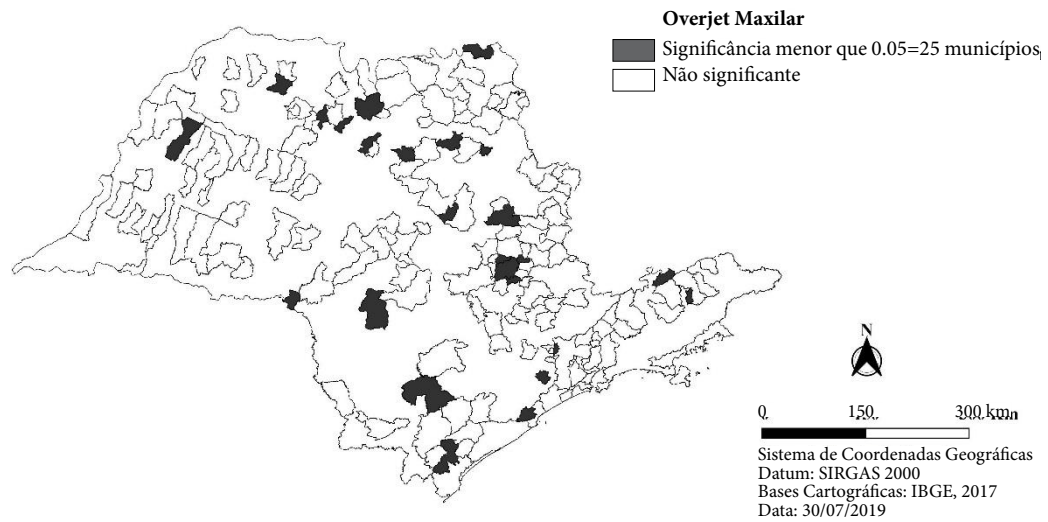 Overjet Maxilar
Significância menor que 0.05=25 municípios
Não significante
N
0 150 300 km
Sistema de Coordenadas Geográficas
Datum: SIRGAS 2000
Bases Cartográficas: IBGE, 2017
Data: 30/07/2019